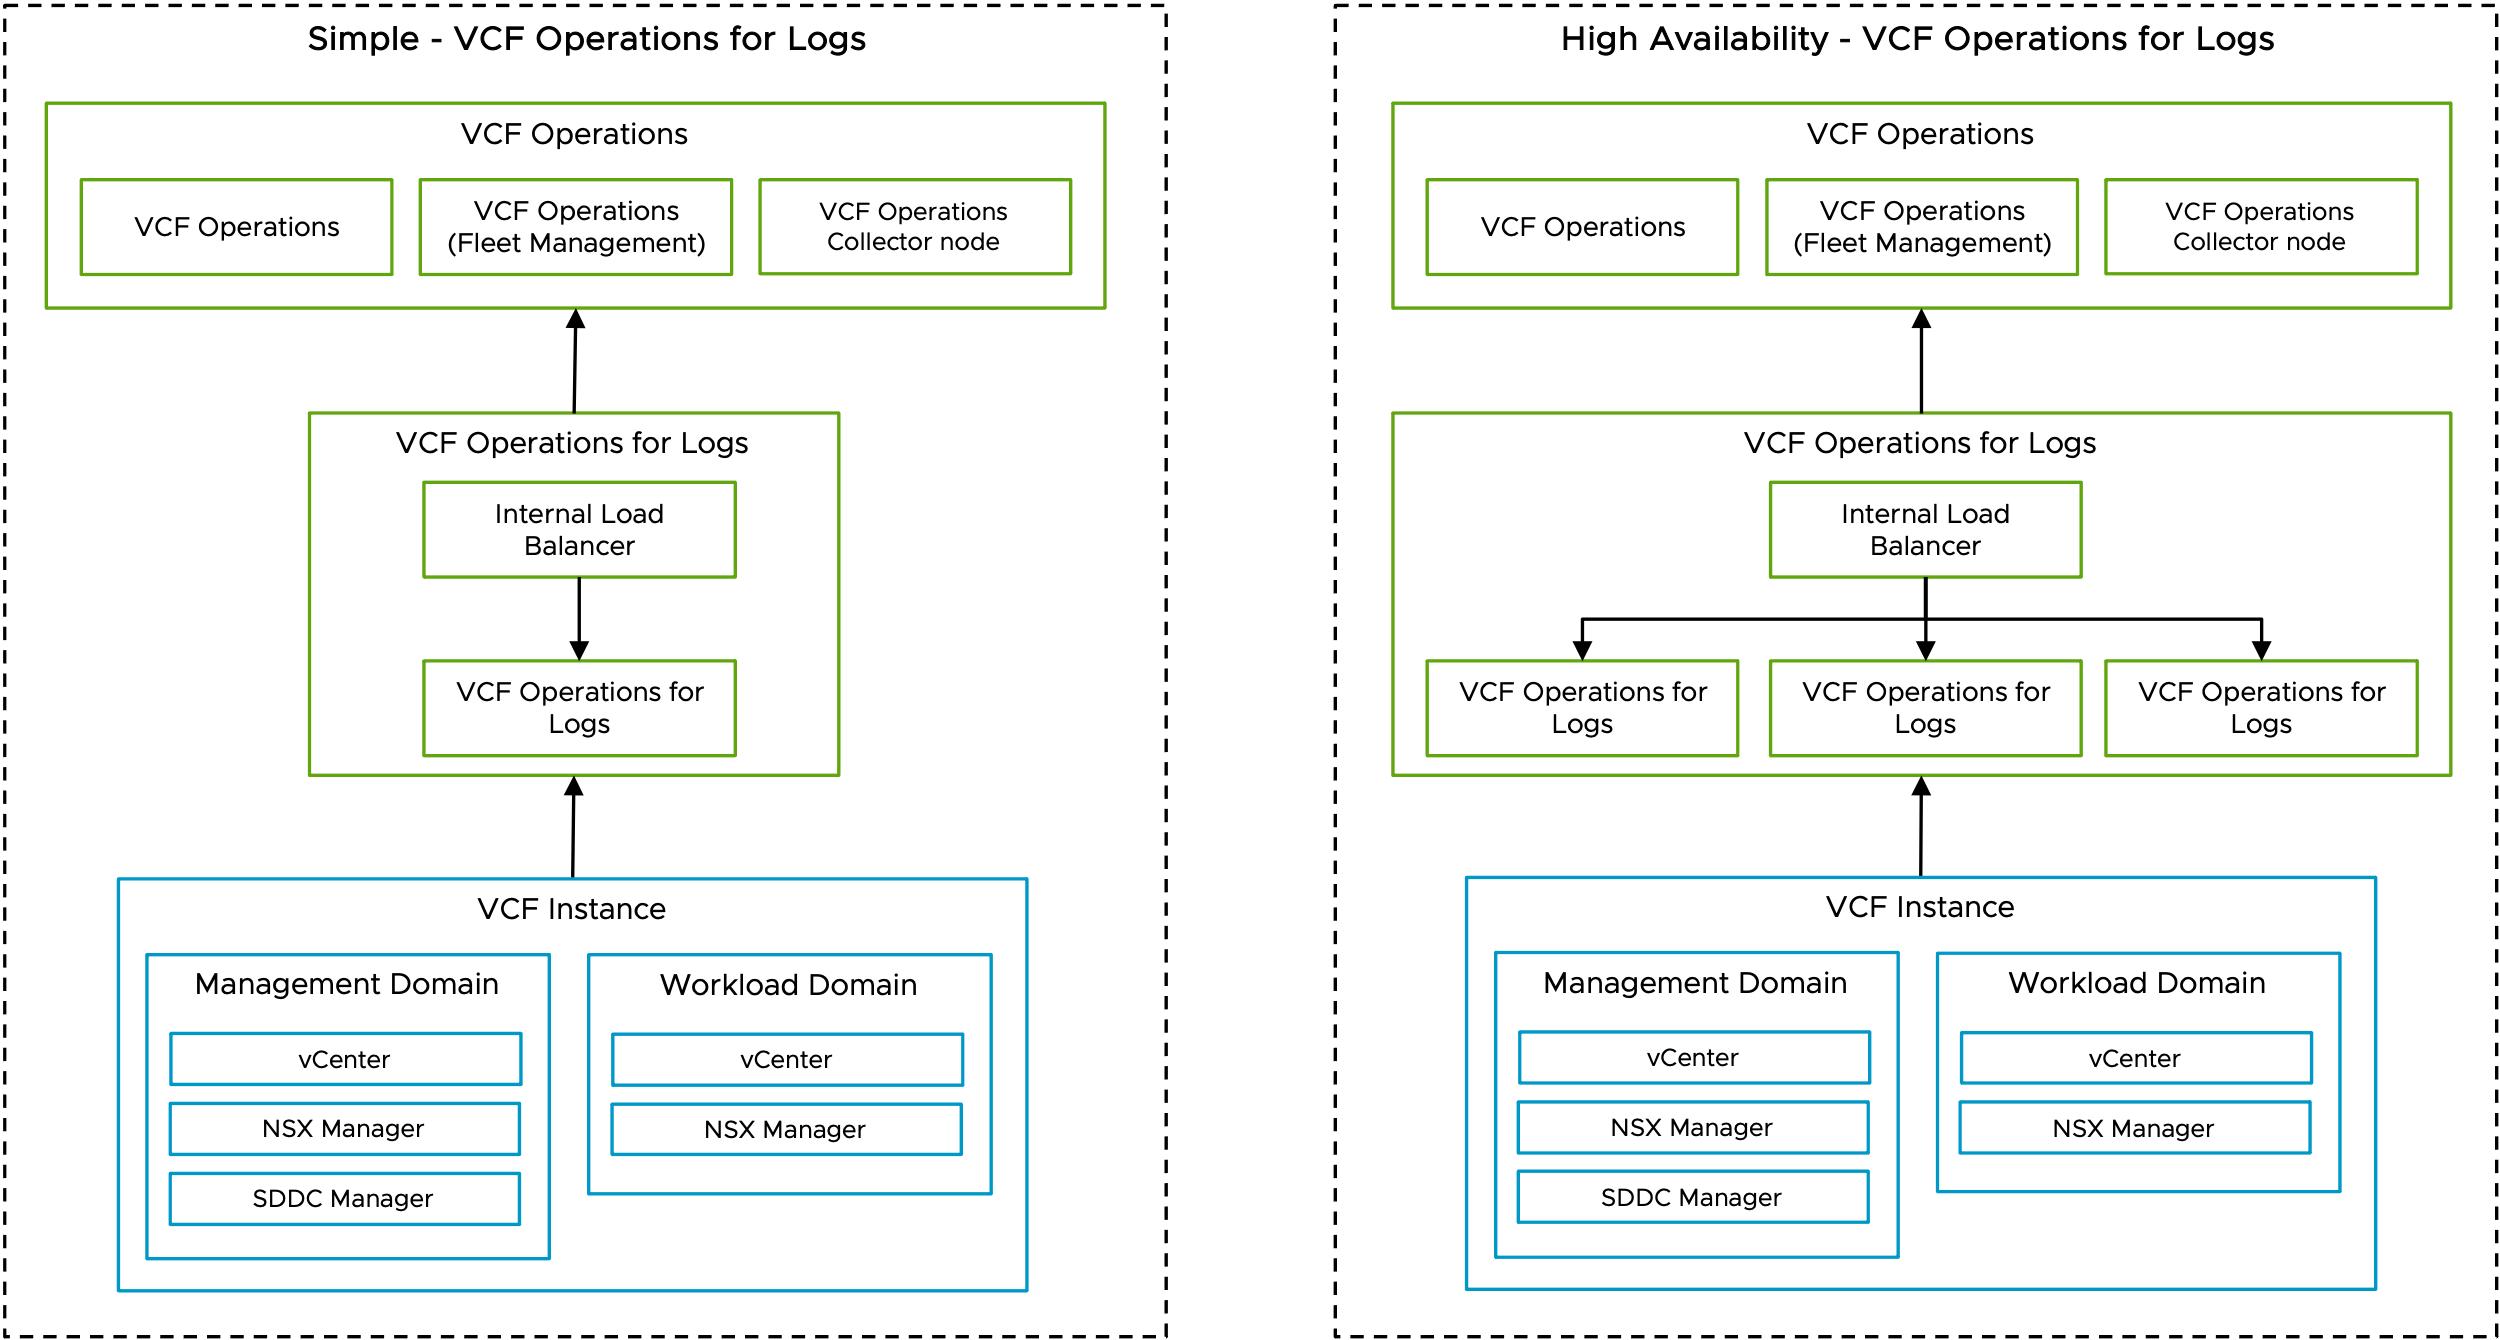 Simple - VCF Operations for Logs
VCF Operations
VCF Operations
VCF Operations
(Fleet Management)
VCF Operations
Collector node
VCF Operations for Logs
Internal Load
Balancer
VCF Operations for
Logs
VCF Instance
Management Domain
vCenter
NSX Manager
SDDC Manager
Workload Domain
vCenter
NSX Manager
High Availability - VCF Operations for Logs
VCF Operations
VCF Operations
VCF Operations
(Fleet Management)
VCF Operations
Collector node
VCF Operations for Logs
Internal Load
Balancer
VCF Operations for
Logs
VCF Operations for
Logs
VCF Operations for
Logs
VCF Instance
Management Domain
vCenter
NSX Manager
SDDC Manager
Workload Domain
vCenter
NSX Manager